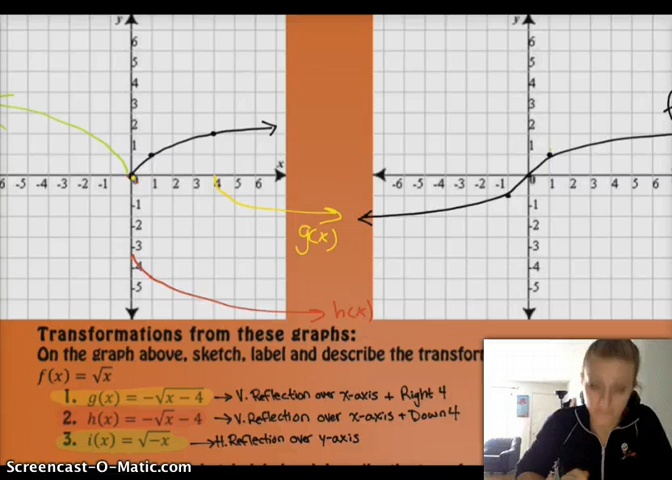 y
y
6
6
5
5
4
4
3
3
2
2
1
1
x
6 -5 -4 -3 -2 -1 0 1 2 3 4 5 6
-6 -5 -4 -3 -2 -1 0 1 2 3 4 5 6
-1
-1
-2
-2
g(x)
-3
-3
-4
-4
-5
-5
h(x)
Transformations from these graphs:
On the graph above, sketch, label and describe the transfor
f(x) = √x
1. g(x) = −√x − 4 → V. Reflection over x-axis + Right 4
2. h(x) = −√x − 4 → V. Reflection over x-axis + Down 4
3. i(x) = √−x → H. Reflection over y-axis
Screencast-O-Matic.com